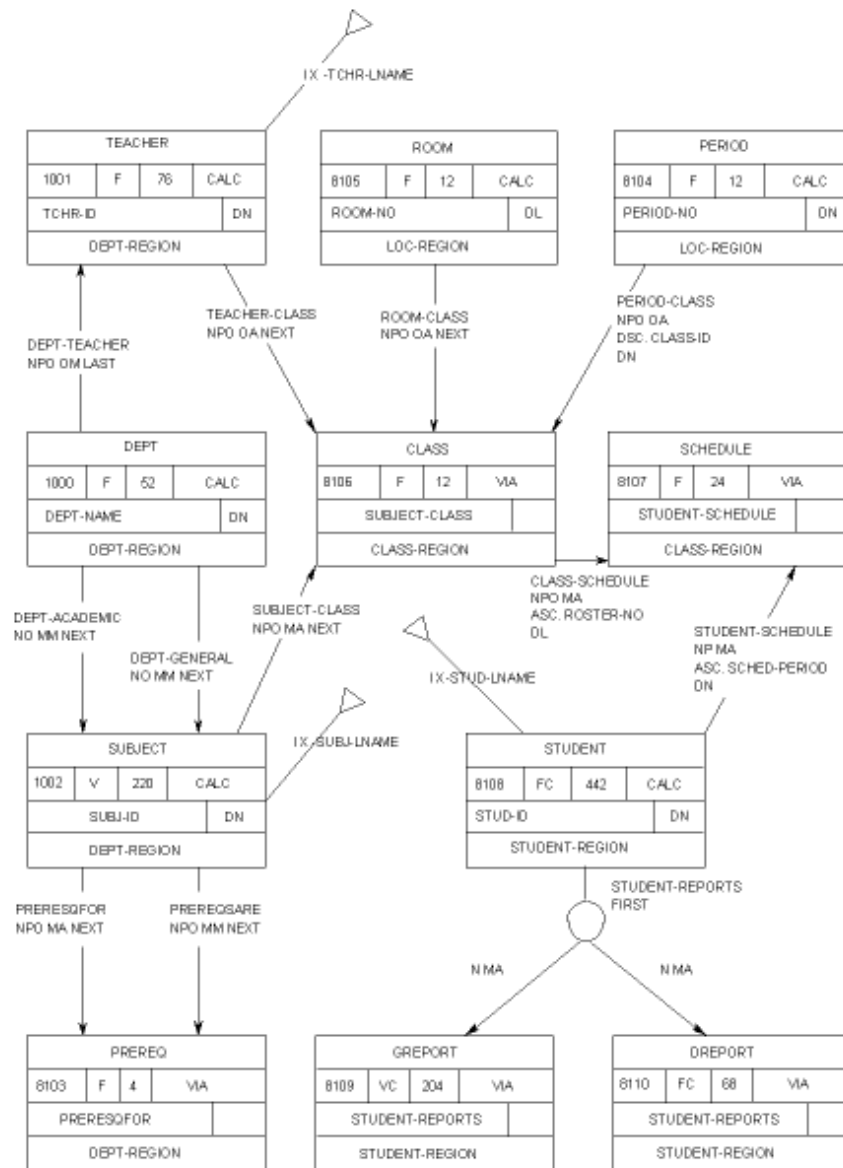 IX-TCHR-LNAME
TEACHER
1001 F 76 CALC
TCHR-ID DN
DEPT-REGION
ROOM
8105 F 12 CALC
ROOM-NO DL
LOC-REGION
PERIOD
8104 F 12 CALC
PERIOD-NO DN
LOC-REGION
DEPT-TEACHER
NPO OM LAST
TEACHER-CLASS
NPO OA NEXT
ROOM-CLASS
NPO OA NEXT
PERIOD-CLASS
NPO OA
DSC. CLASS-ID
DN
DEPT
1000 F 52 CALC
DEPT-NAME DN
DEPT-REGION
CLASS
8106 F 12 VIA
SUBJECT-CLASS
CLASS-REGION
SCHEDULE
8107 F 24 VIA
STUDENT-SCHEDULE
CLASS-REGION
DEPT-ACADEMIC
NO MM NEXT
DEPT-GENERAL
NO MM NEXT
SUBJECT-CLASS
NPO MA NEXT
CLASS-SCHEDULE
NPO MA
ASC. ROSTER-NO
DL
STUDENT-SCHEDULE
NP MA
ASC. SCHED-PERIOD
DN
IX-STUD-LNAME
IX-SUBJ-LNAME
SUBJECT
1002 V 220 CALC
SUBJ-ID DN
DEPT-REGION
STUDENT
8108 FC 442 CALC
STUD-ID DN
STUDENT-REGION
PRERESQFOR
NPO MA NEXT
PREREQSARE
NPO MM NEXT
STUDENT-REPORTS
FIRST
N MA
N MA
PREREQ
8103 F 4 VIA
PRERESQFOR
DEPT-REGION
GREPORT
8109 VC 204 VIA
STUDENT-REPORTS
STUDENT-REGION
DREPORT
8110 FC 68 VIA
STUDENT-REPORTS
STUDENT-REGION